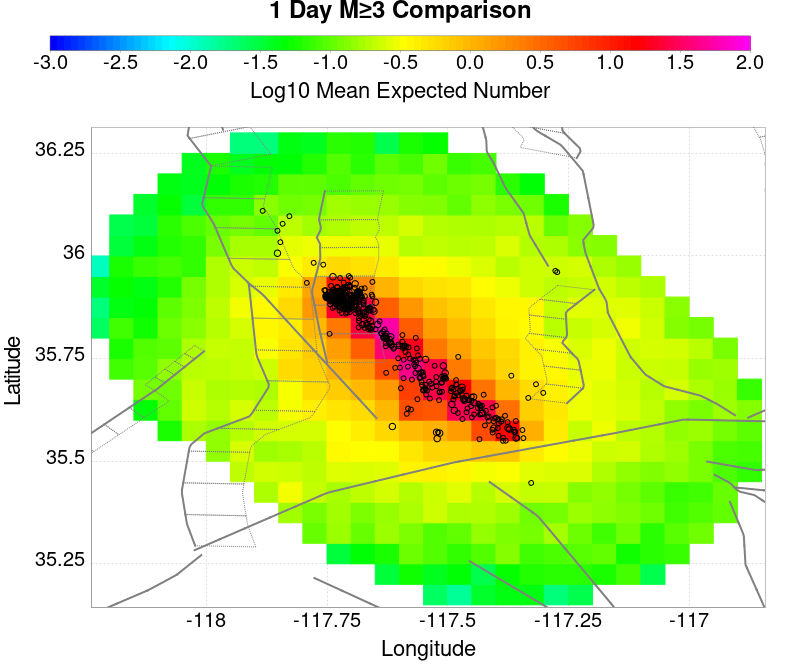 1 Day M≥3 Comparison
-3.0 -2.5 -2.0 -1.5 -1.0 -0.5 0.0 0.5 1.0 1.5 2.0
Log10 Mean Expected Number
36.25
36
35.75
35.5
35.25
Latitude
-118 -117.75 -117.5 -117.25 -117
Longitude